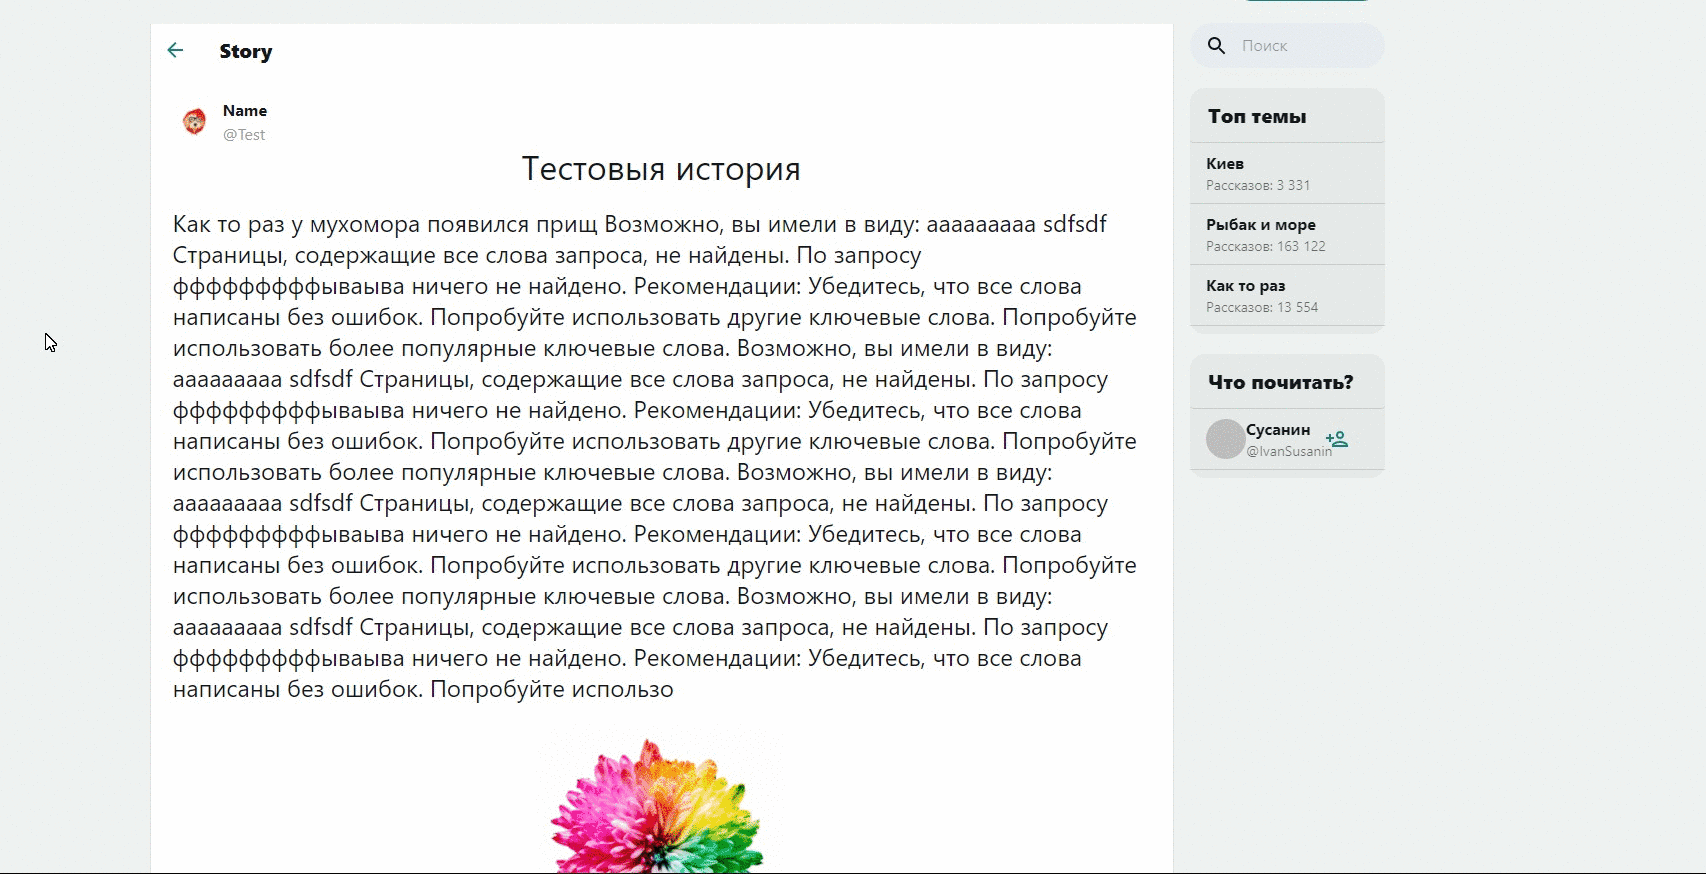 Story
Name
@Test
Тестовыя история
Как то раз у мухомора появился прищ Возможно, вы имели в виду: ааааааааа sdfsdf
Страницы, содержащие все слова запроса, не найдены. По запросу
фффффффффываыва ничего не найдено. Рекомендации: Убедитесь, что все слова
написаны без ошибок. Попробуйте использовать другие ключевые слова. Попробуйте
использовать более популярные ключевые слова. Возможно, вы имели в виду:
ааааааааа sdfsdf Страницы, содержащие все слова запроса, не найдены. По запросу
фффффффффываыва ничего не найдено. Рекомендации: Убедитесь, что все слова
написаны без ошибок. Попробуйте использовать другие ключевые слова. Попробуйте
использовать более популярные ключевые слова. Возможно, вы имели в виду:
ааааааааа sdfsdf Страницы, содержащие все слова запроса, не найдены. По запросу
фффффффффываыва ничего не найдено. Рекомендации: Убедитесь, что все слова
написаны без ошибок. Попробуйте использовать другие ключевые слова. Попробуйте
использовать более популярные ключевые слова. Возможно, вы имели в виду:
ааааааааа sdfsdf Страницы, содержащие все слова запроса, не найдены. По запросу
фффффффффываыва ничего не найдено. Рекомендации: Убедитесь, что все слова
написаны без ошибок. Попробуйте использо
Поиск
Топ темы
Киев
Рассказов: 3 331
Рыбак и море
Рассказов: 163 122
Как то раз
Рассказов: 13 554
Что почитать?
Сусанин
@IvanSusanin